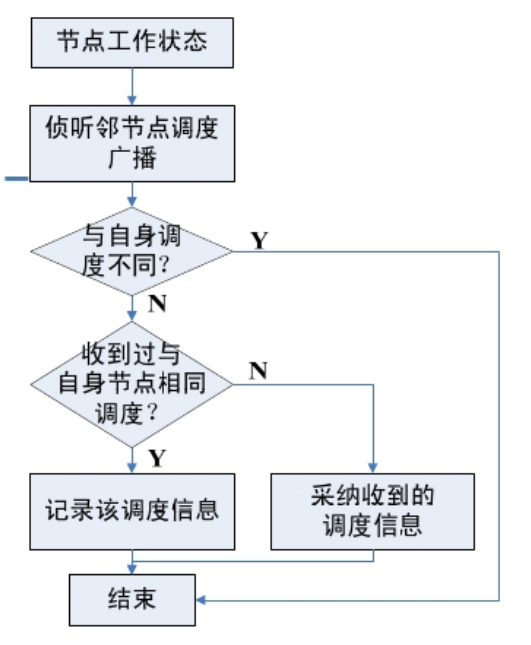 节点工作状态
侦听邻节点调度
广播
与自身调
度不同？
Y
N
收到过与
自身节点相同
调度？
N
Y
记录该调度信息
采纳收到的
调度信息
结束